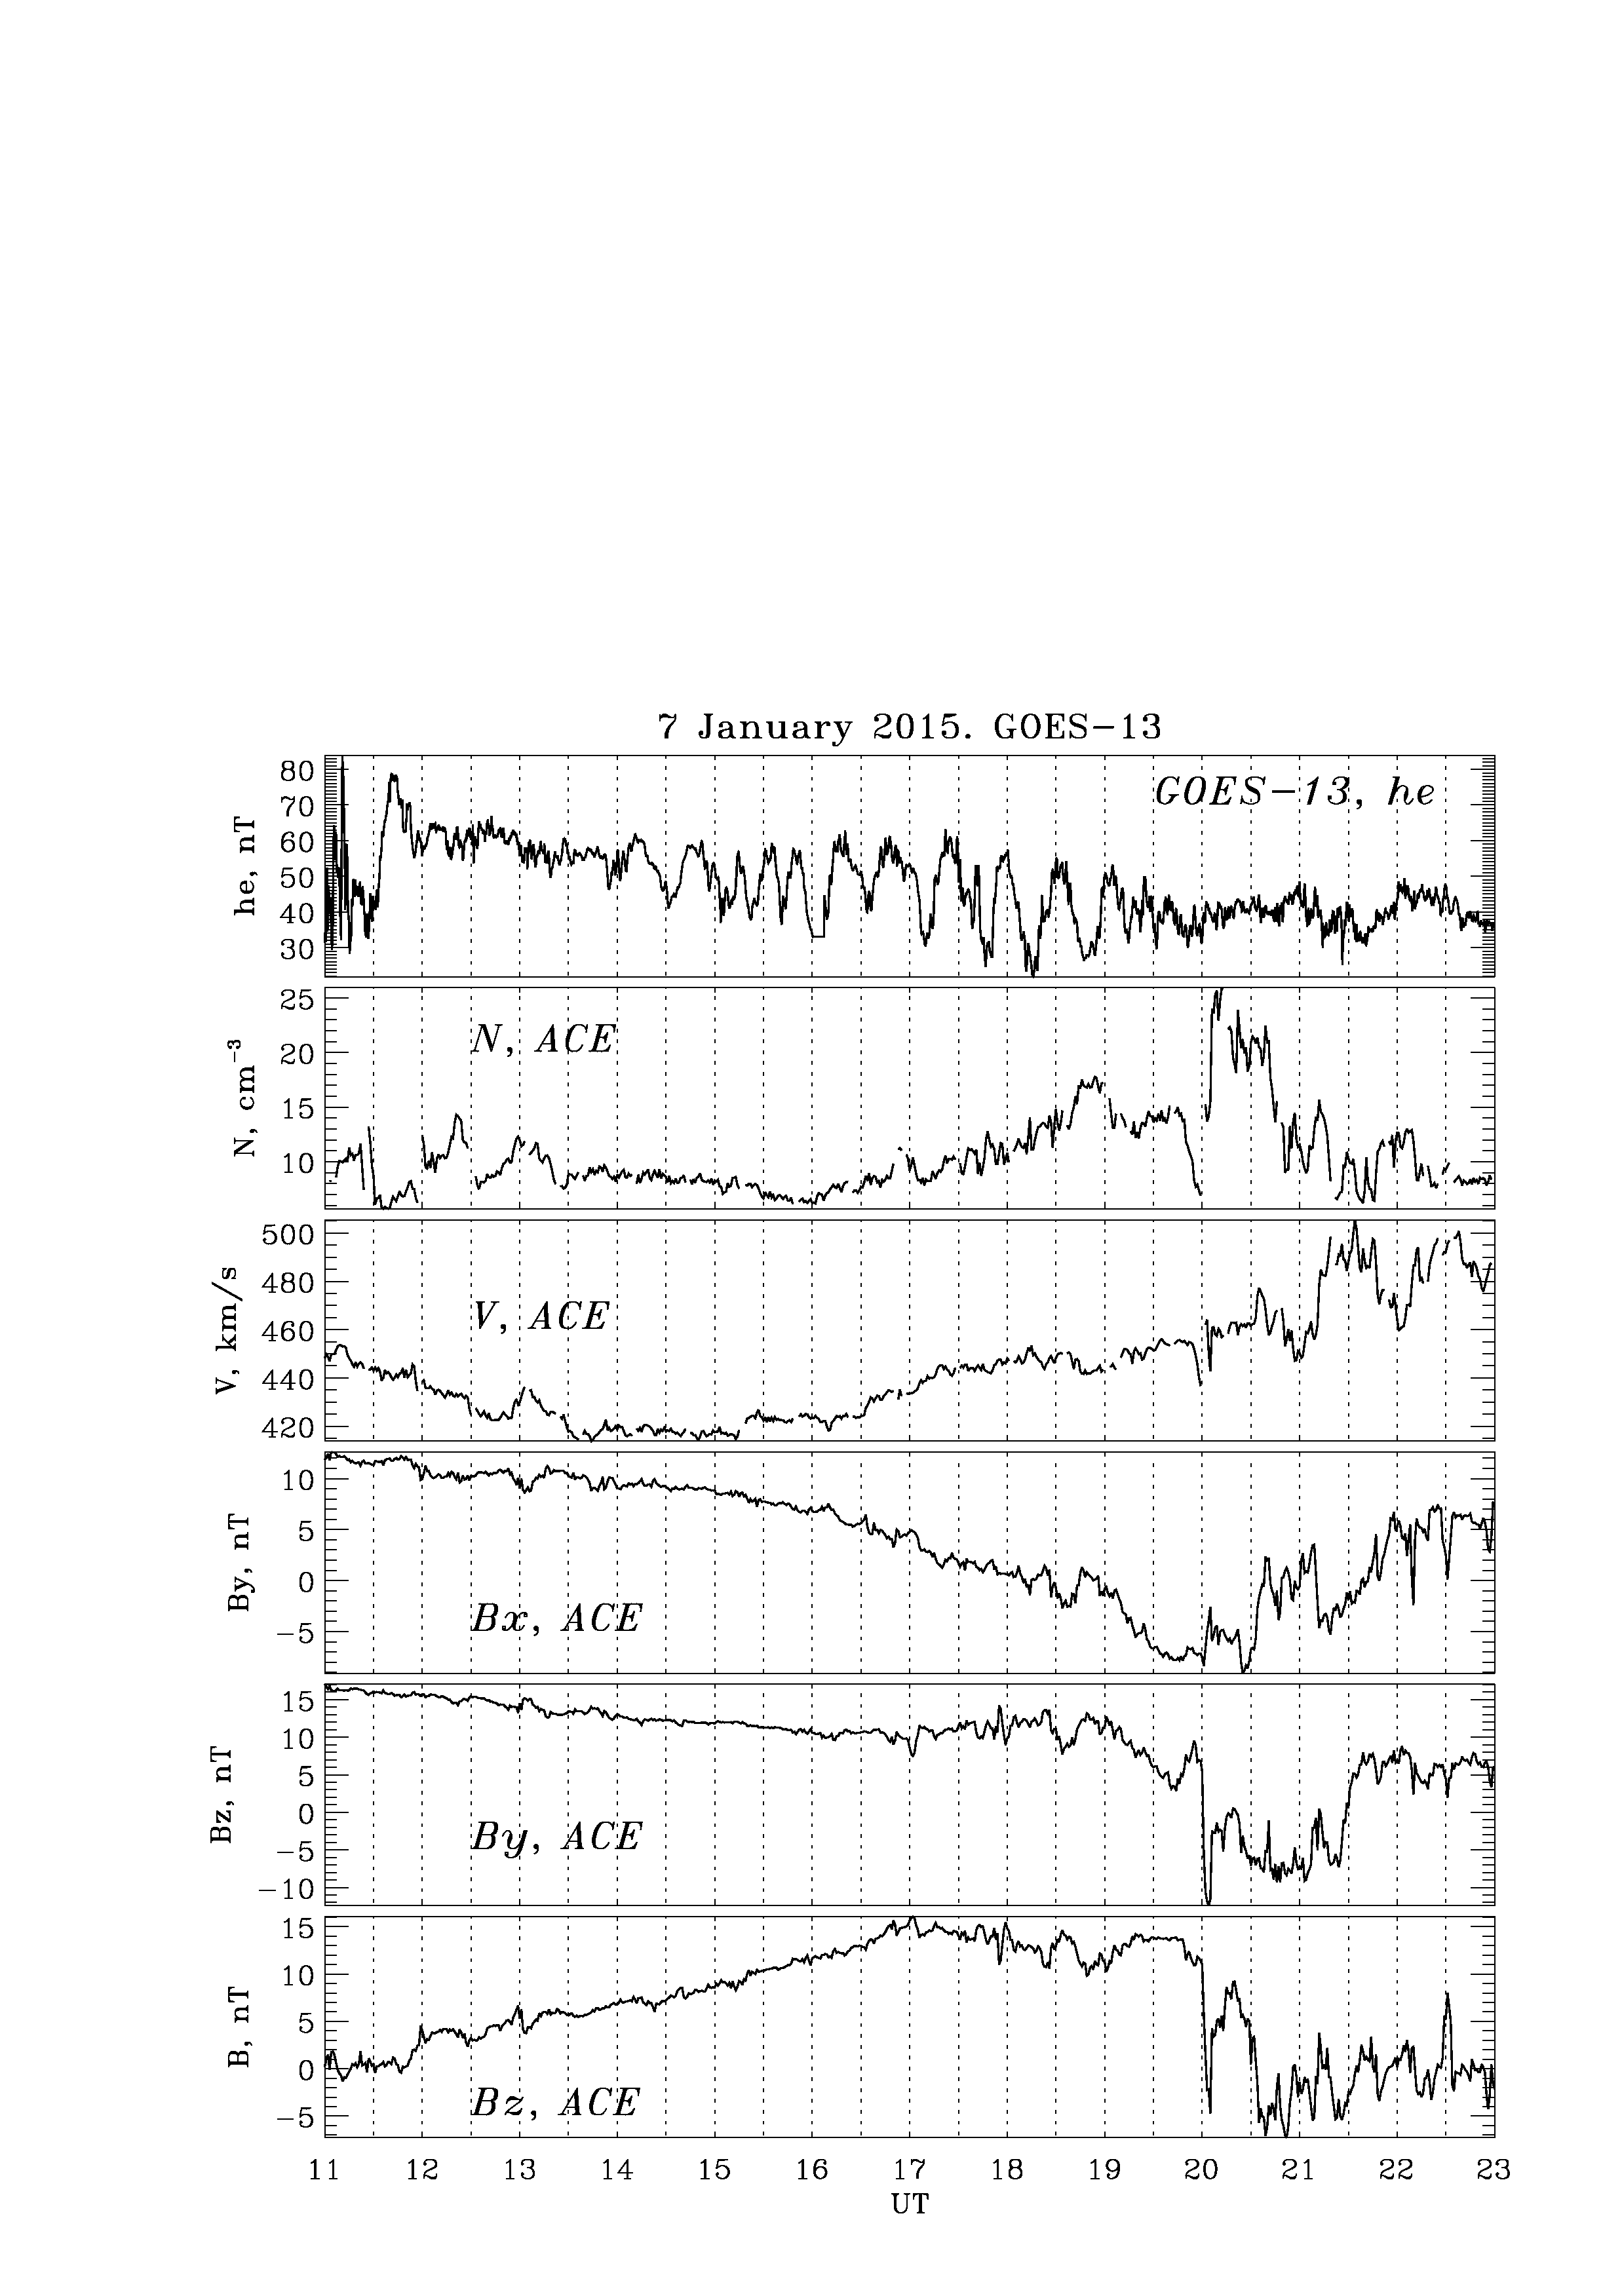 7 January 2015. GOES-13
80
70
60
50
40
30
he, nT
GOES-13, he
25
20
15
10
N, cm⁻³
N, ACE
500
480
460
440
420
V, km/s
V, ACE
10
5
0
-5
By, nT
Bx, ACE
15
10
5
0
-5
-10
Bz, nT
By, ACE
15
10
5
0
-5
B, nT
Bz, ACE
11 12 13 14 15 16 17 18 19 20 21 22 23
UT